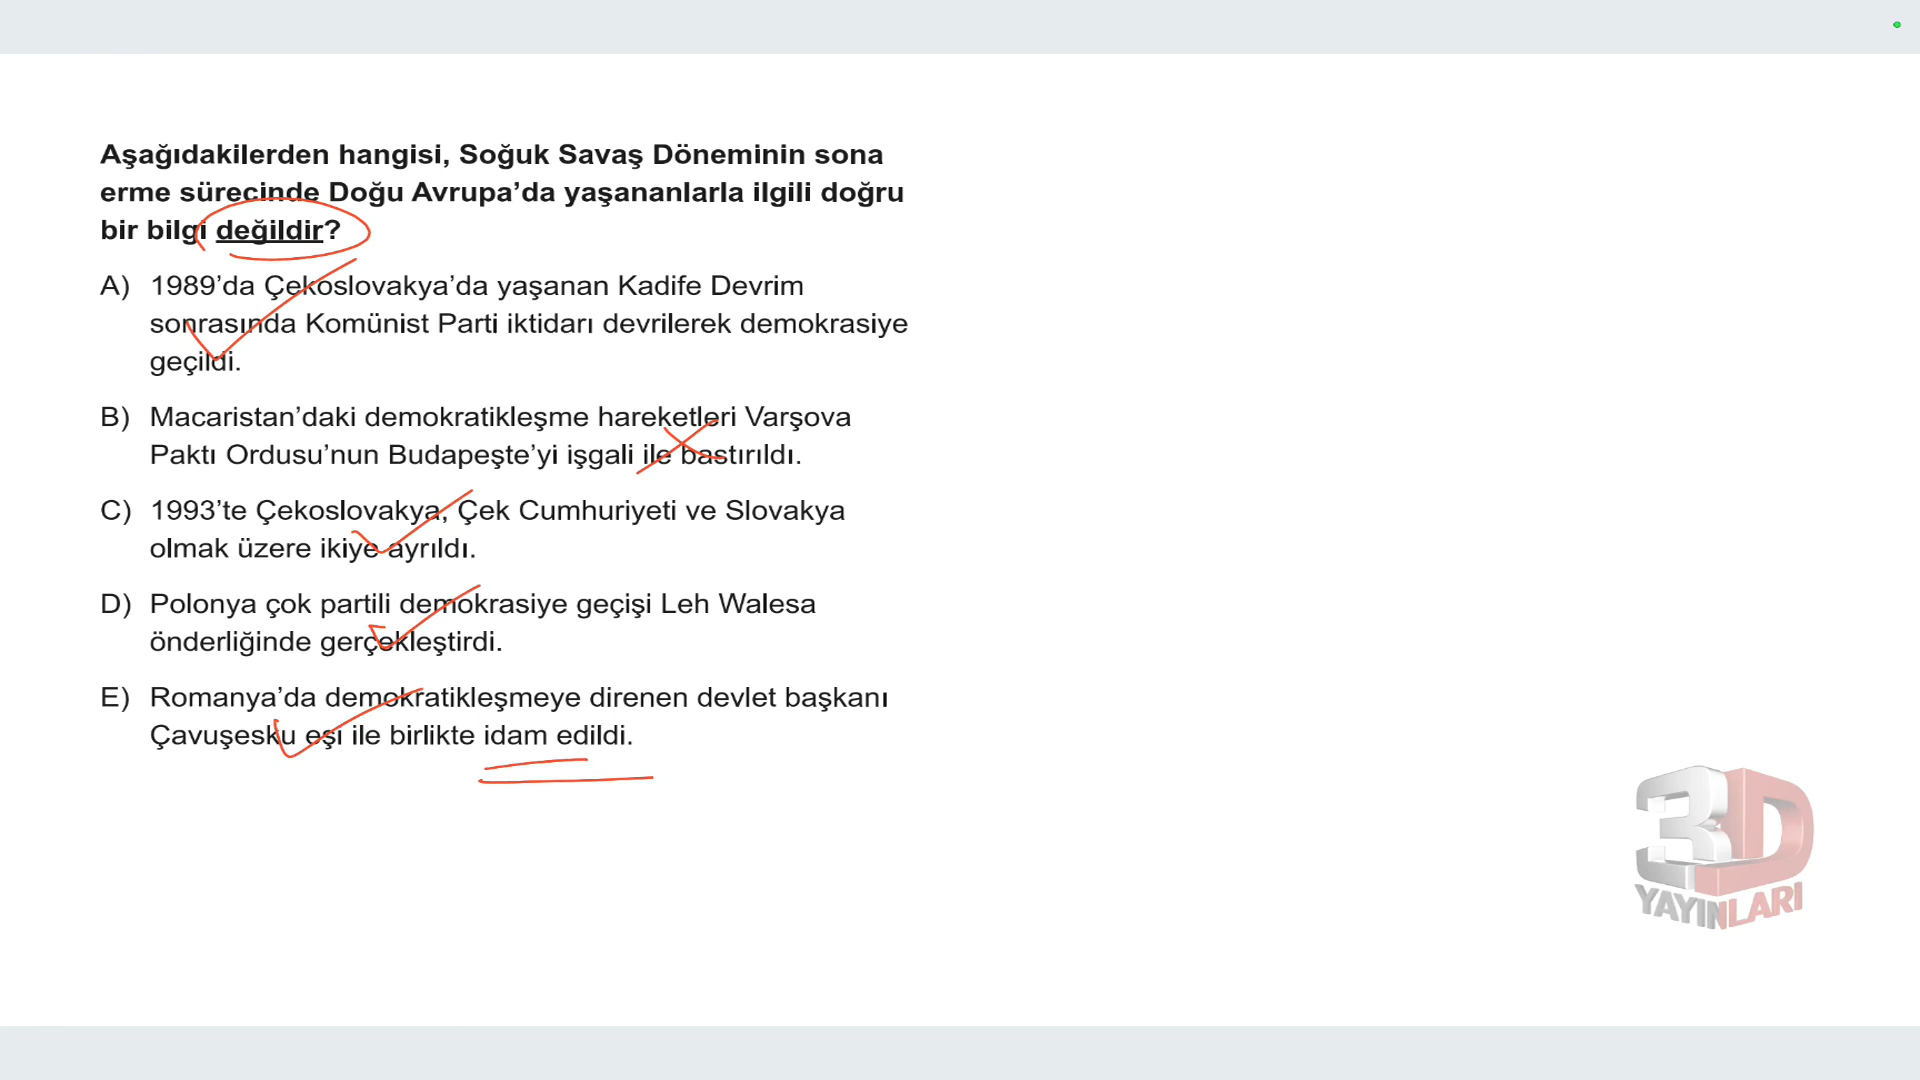 Aşağıdakilerden hangisi, Soğuk Savaş Döneminin sona
erme sürecinde Doğu Avrupa’da yaşananlarla ilgili doğru
bir bilgi değildir?
A) 1989’da Çekoslovakya’da yaşanan Kadife Devrim
sonrasında Komünist Parti iktidarı devrilerek demokrasiye
geçildi.
B) Macaristan’daki demokratikleşme hareketleri Varşova
Paktı Ordusu’nun Budapeşte’yi işgali ile bastırıldı.
C) 1993’te Çekoslovakya, Çek Cumhuriyeti ve Slovakya
olmak üzere ikiye ayrıldı.
D) Polonya çok partili demokrasiye geçişi Leh Walesa
önderliğinde gerçekleştirdi.
E) Romanya’da demokratikleşmeye direnen devlet başkanı
Çavuşesku eşi ile birlikte idam edildi.
3D
YAYINLARI